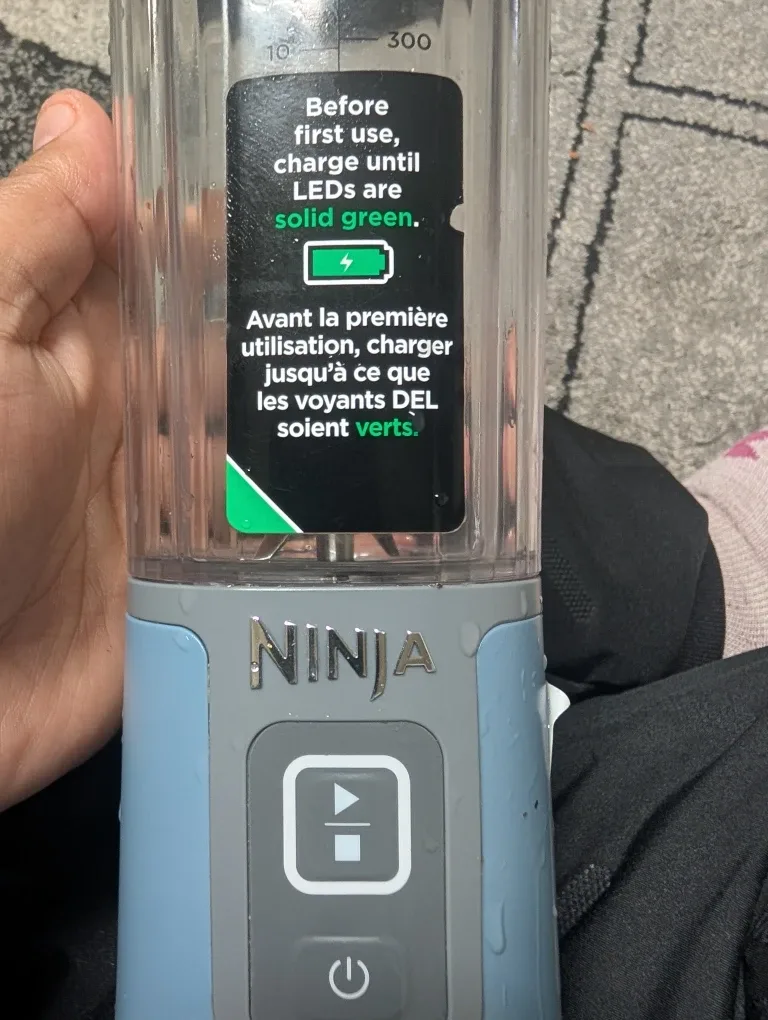 10 300
Before
first use,
charge until
LEDs are
solid green.
Avant la première
utilisation, charger
jusqu'à ce que
les voyants DEL
soient verts.
NINJA